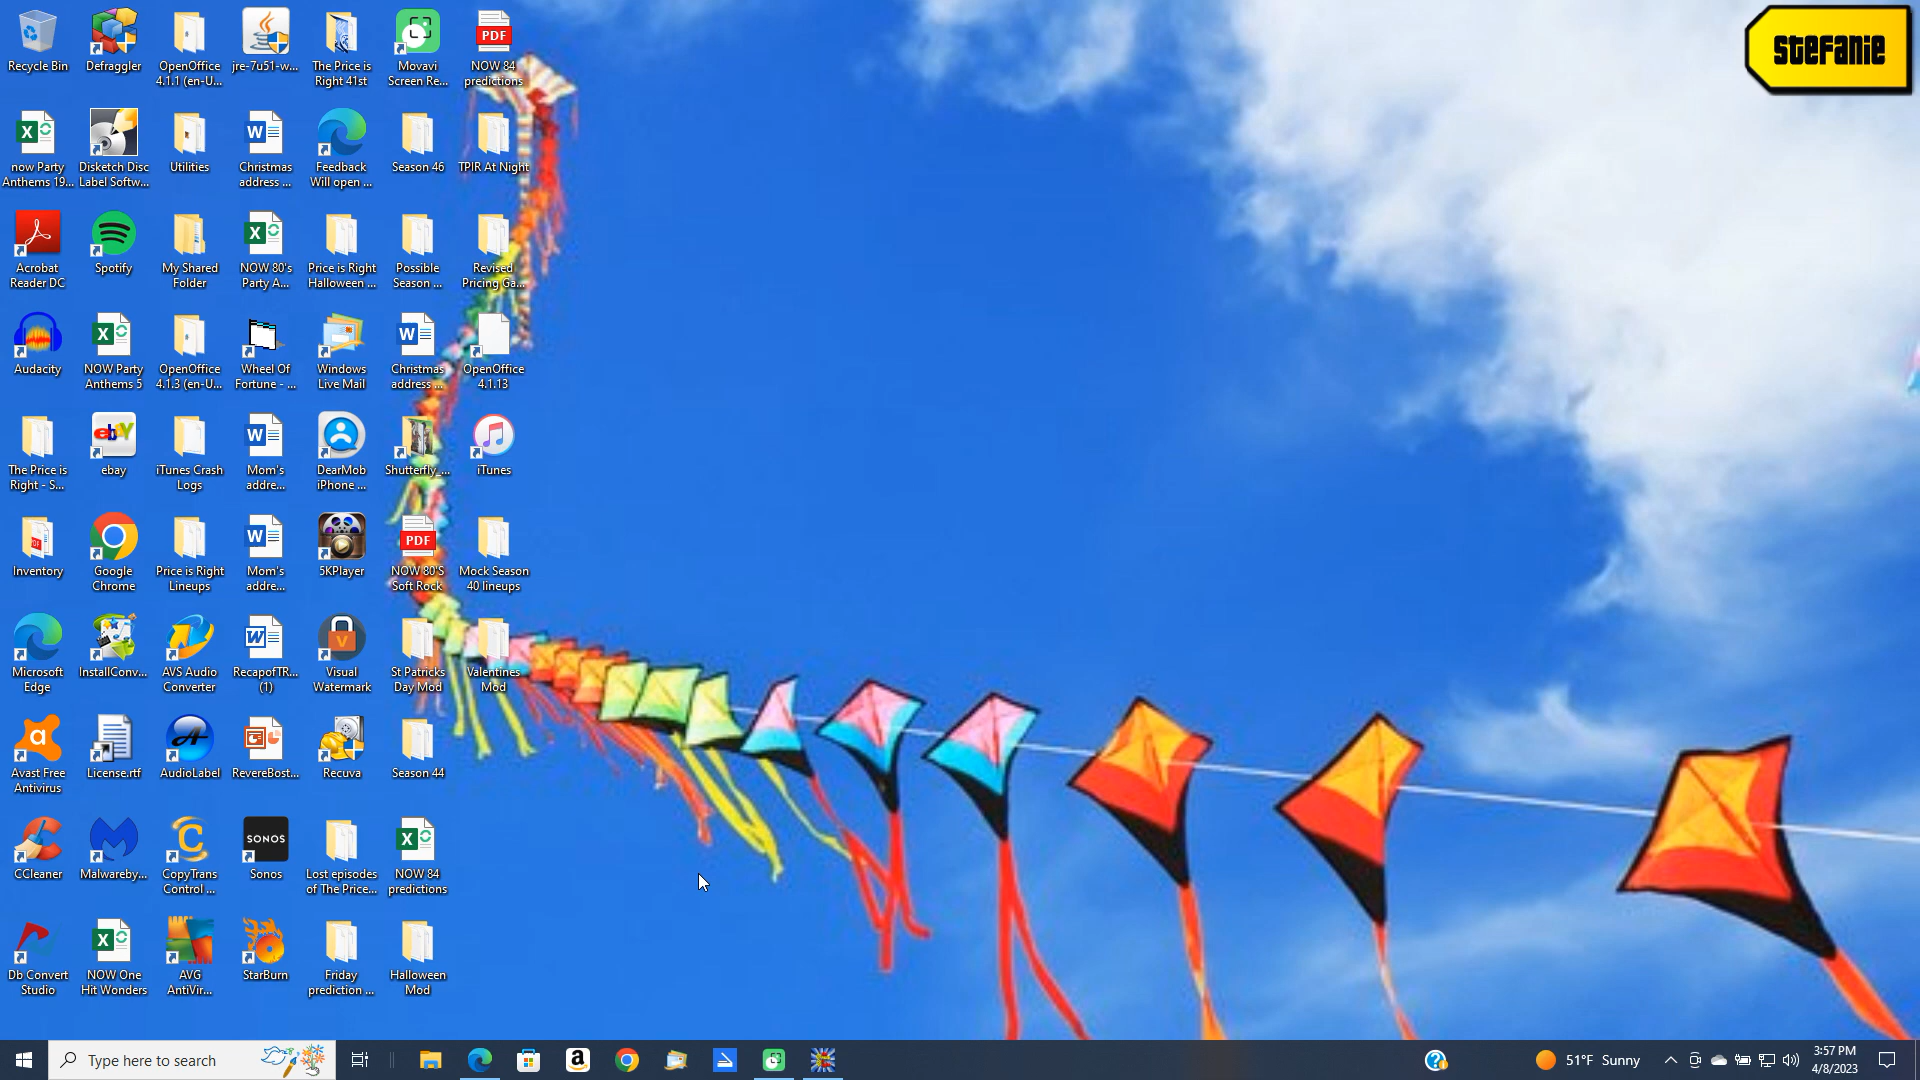 Recycle Bin
Defraggler
OpenOffice
4.1.1 (en-U...
jre-7u51-w...
The Price is
Right 41st
Movavi
Screen Re...
PDF
NOW 84
predictions
STEFANIE
now Party
Anthems 19...
Disketch Disc
Label Softw...
Utilities
Christmas
address ...
Feedback
Will open ...
Season 46
TPIR At Night
Acrobat
Reader DC
Spotify
My Shared
Folder
NOW 80's
Party A...
Price is Right
Halloween ...
Possible
Season ...
Revised
Pricing Ga...
Audacity
NOW Party
Anthems 5
OpenOffice
4.1.3 (en-U...
Wheel Of
Fortune - ...
Windows
Live Mail
Christmas
address ...
OpenOffice
4.1.13
The Price is
Right - S...
ebay
ebay
iTunes Crash
Logs
Mom's
addre...
DearMob
iPhone ...
Shutterfly_...
iTunes
Inventory
Google
Chrome
Price is Right
Lineups
Mom's
addre...
5KPlayer
PDF
NOW 80'S
Soft Rock
Mock Season
40 lineups
Microsoft
Edge
InstallConv...
AVS Audio
Converter
RecapofTR...
(1)
Visual
Watermark
St Patricks
Day Mod
Valentines
Mod
Avast Free
Antivirus
License.rtf
AudioLabel
RevereBost...
Recuva
Season 44
CCleaner
Malwareby...
CopyTrans
Control ...
SONOS
Sonos
Lost episodes
of The Price...
NOW 84
predictions
Db Convert
Studio
NOW One
Hit Wonders
AVG
AntiVir...
StarBurn
Friday
prediction ...
Halloween
Mod
Type here to search
51°F Sunny
3:57 PM
4/8/2023